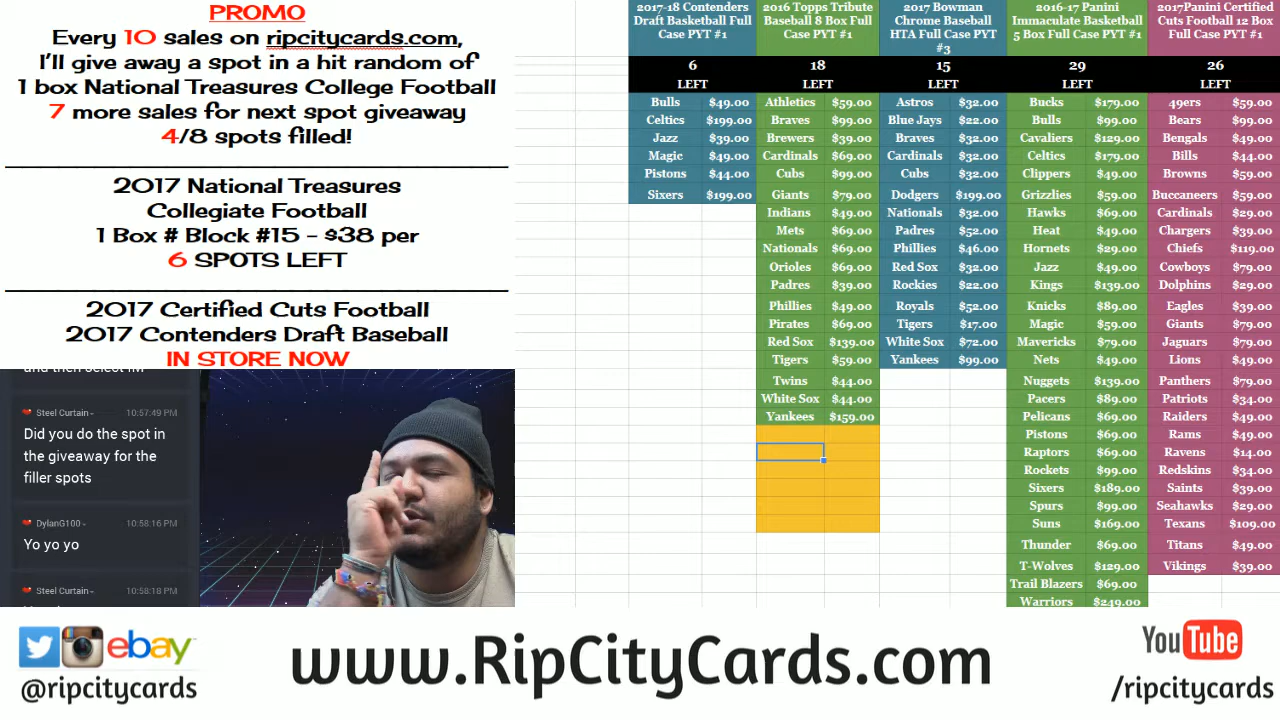 PROMO
Every 10 sales on ripcitycards.com,
I'll give away a spot in a hit random of
1 box National Treasures College Football
7 more sales for next spot giveaway
4/8 spots filled!
2017 National Treasures
Collegiate Football
1 Box # Block #15 - $38 per
6 SPOTS LEFT
2017 Certified Cuts Football
2017 Contenders Draft Baseball
IN STORE NOW
and then select IM
Steel Curtain - 10:57:49 PM
Did you do the spot in
the giveaway for the
filler spots
DylanG100 - 10:58:16 PM
Yo yo yo
Steel Curtain - 10:58:18 PM
2017-18 Contenders
Draft Basketball Full
Case PYT #1
6
LEFT
Bulls $49.00
Celtics $199.00
Jazz $39.00
Magic $49.00
Pistons $44.00
Sixers $199.00
2016 Topps Tribute
Baseball 8 Box Full
Case PYT #1
18
LEFT
Athletics $59.00
Braves $99.00
Brewers $39.00
Cardinals $69.00
Cubs $99.00
Giants $79.00
Indians $49.00
Mets $69.00
Nationals $69.00
Orioles $69.00
Padres $39.00
Phillies $49.00
Pirates $69.00
Red Sox $139.00
Tigers $59.00
Twins $44.00
White Sox $44.00
Yankees $159.00
2017 Bowman
Chrome Baseball
HTA Full Case PYT
#3
15
LEFT
Astros $32.00
Blue Jays $22.00
Braves $32.00
Cardinals $32.00
Cubs $32.00
Dodgers $199.00
Nationals $32.00
Padres $52.00
Phillies $46.00
Red Sox $32.00
Rockies $22.00
Royals $52.00
Tigers $17.00
White Sox $72.00
Yankees $99.00
2016-17 Panini
Immaculate Basketball
5 Box Full Case PYT #1
29
LEFT
Bucks $179.00
Bulls $99.00
Cavaliers $129.00
Celtics $179.00
Clippers $49.00
Grizzlies $59.00
Hawks $69.00
Heat $49.00
Hornets $29.00
Jazz $49.00
Kings $139.00
Knicks $89.00
Magic $59.00
Mavericks $79.00
Nets $49.00
Nuggets $139.00
Pacers $89.00
Pelicans $69.00
Pistons $69.00
Raptors $69.00
Rockets $99.00
Sixers $189.00
Spurs $99.00
Suns $169.00
Thunder $69.00
T-Wolves $129.00
Trail Blazers $69.00
Warriors $249.00
2017Panini Certified
Cuts Football 12 Box
Full Case PYT #1
26
LEFT
49ers $59.00
Bears $99.00
Bengals $49.00
Bills $44.00
Browns $59.00
Buccaneers $59.00
Cardinals $29.00
Chargers $39.00
Chiefs $119.00
Cowboys $79.00
Dolphins $29.00
Eagles $39.00
Giants $79.00
Jaguars $79.00
Lions $49.00
Panthers $79.00
Patriots $34.00
Raiders $49.00
Rams $49.00
Ravens $14.00
Redskins $34.00
Saints $39.00
Seahawks $29.00
Texans $109.00
Titans $49.00
Vikings $39.00
ebay
@ripcitycards
www.RipCityCards.com
YouTube
/ripcitycards